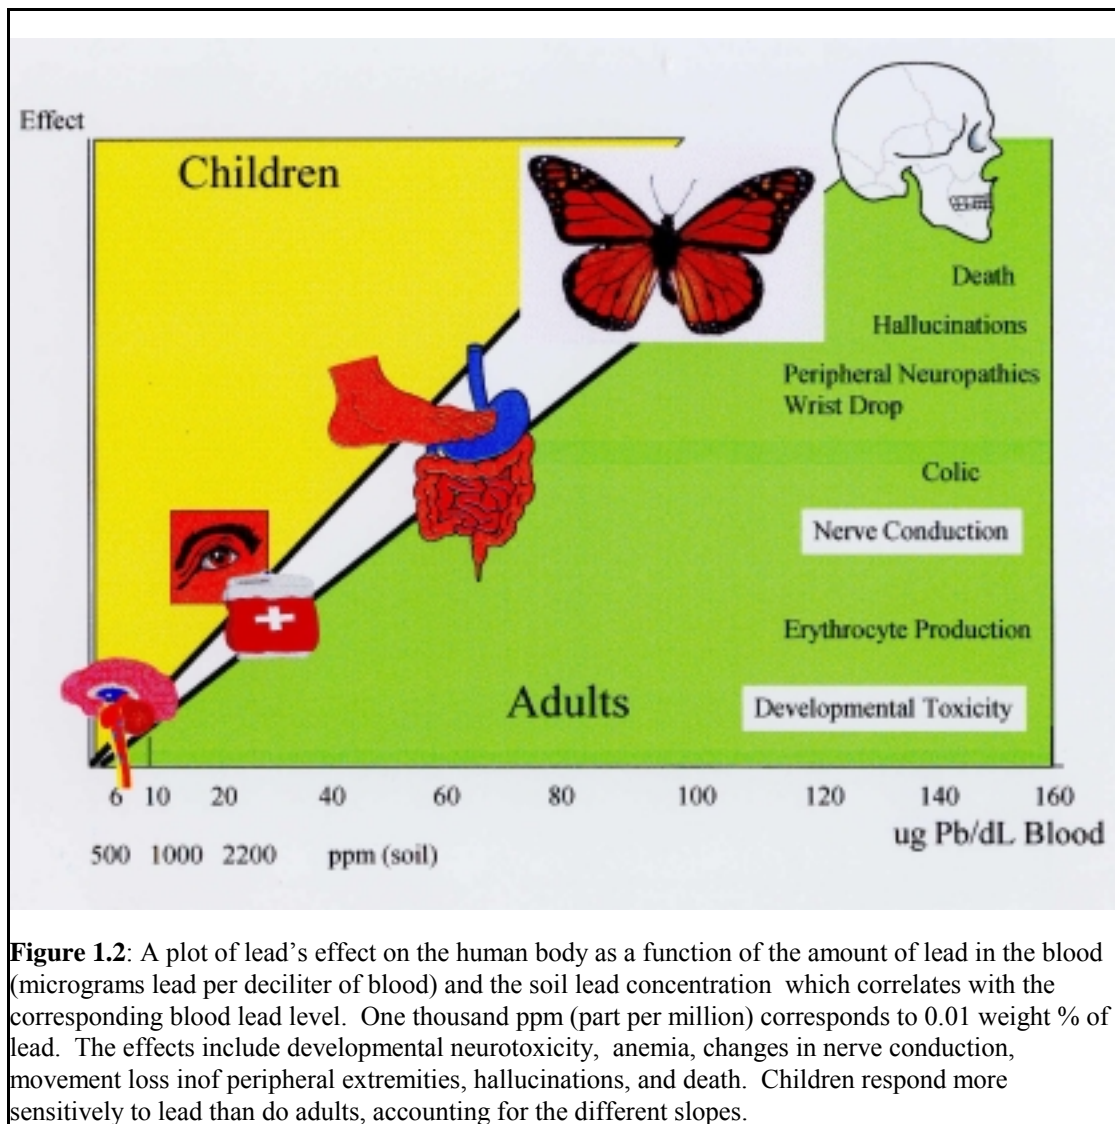 Effect
Children
Death
Hallucinations
Peripheral Neuropathies
Wrist Drop
Colic
Nerve Conduction
Erythrocyte Production
Adults
Developmental Toxicity
6 10 20 40 60 80 100 120 140 160
ug Pb/dL Blood
500 1000 2200 ppm (soil)
Figure 1.2: A plot of lead’s effect on the human body as a function of the amount of lead in the blood
(micrograms lead per deciliter of blood) and the soil lead concentration which correlates with the
corresponding blood lead level. One thousand ppm (part per million) corresponds to 0.01 weight % of
lead. The effects include developmental neurotoxicity, anemia, changes in nerve conduction,
movement loss inof peripheral extremities, hallucinations, and death. Children respond more
sensitively to lead than do adults, accounting for the different slopes.